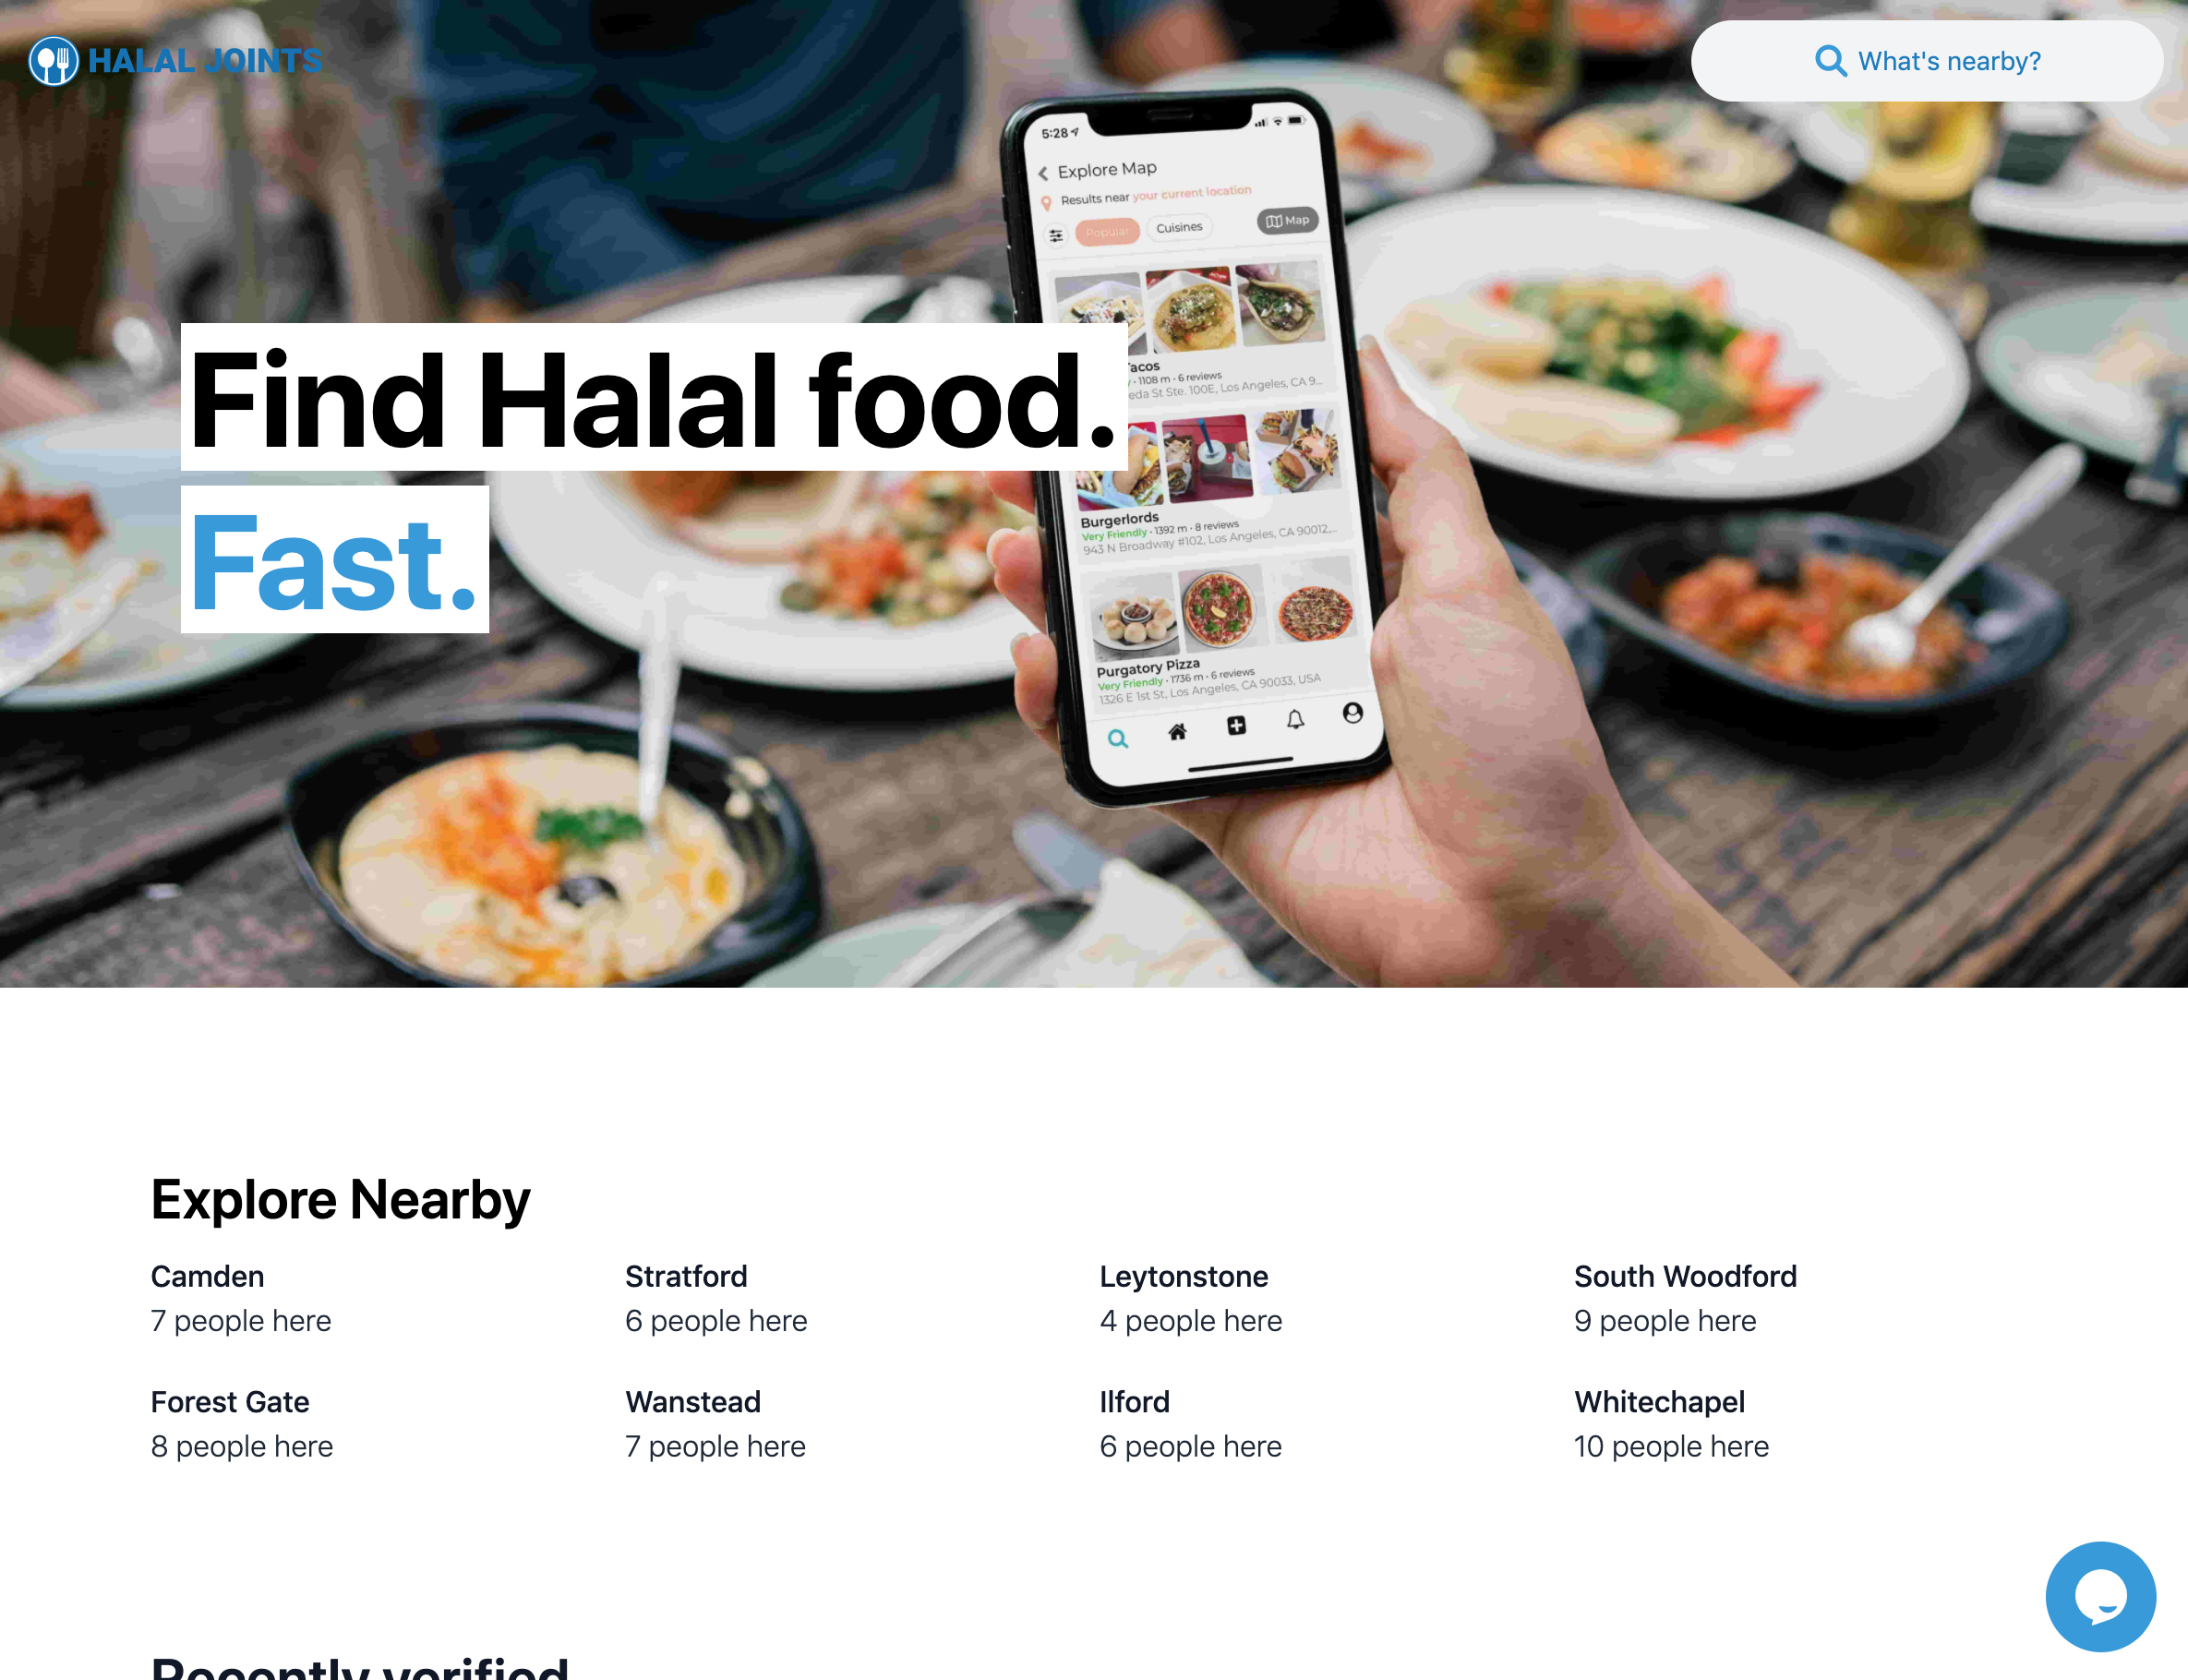 HALAL JOINTS
What's nearby?
5:28
Explore Map
Results near your current location
Popular
Cuisines
Map
Find Halal food.
Fast.
1108 m · 6 reviews
St Ste. 100E, Los Angeles, CA 9...
Burgerlords
Very Friendly · 1392 m · 8 reviews
943 N Broadway #102, Los Angeles, CA 90012,...
Purgatory Pizza
Very Friendly · 1736 m · 6 reviews
1326 E 1st St, Los Angeles, CA 90033, USA
Explore Nearby
Camden
7 people here
Stratford
6 people here
Leytonstone
4 people here
South Woodford
9 people here
Forest Gate
8 people here
Wanstead
7 people here
Ilford
6 people here
Whitechapel
10 people here
Recently verified